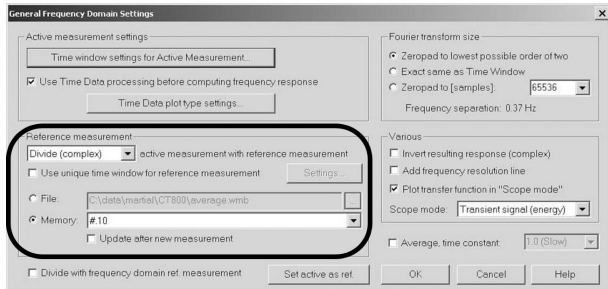 General Frequency Domain Settings
Active measurement settings
Time window settings for Active Measurement...
Use Time Data processing before computing frequency response
Time Data plot type settings...
Reference measurement
Divide (complex) active measurement with reference measurement
Use unique time window for reference measurement Settings...
File: C:\data\martial\CT800\average.wmb ...
Memory: #:10
Update after new measurement
Divide with frequency domain ref. measurement Set active as ref.
Fourier transform size
Zeropad to lowest possible order of two
Exact same as Time Window
Zeropad to [samples]: 65536
Frequency separation: 0.37 Hz
Various
Invert resulting response (complex)
Add frequency resolution line
Plot transfer function in "Scope mode"
Scope mode: Transient signal (energy)
Average, time constant: 1.0 (Slow)
OK Cancel Help